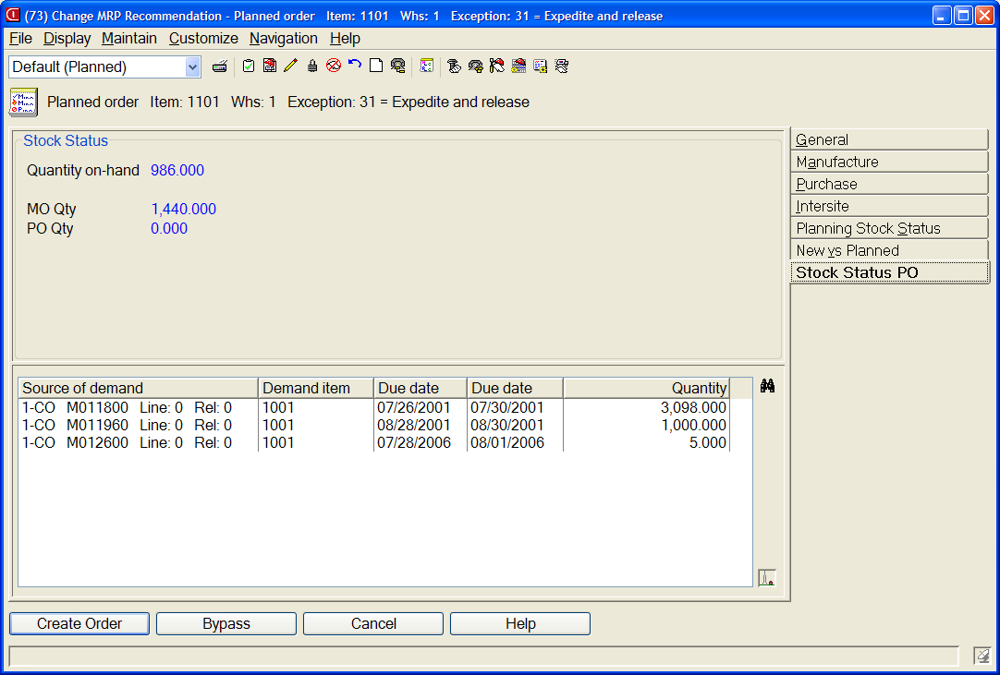 (73) Change MRP Recommendation - Planned order Item: 1101 Whs: 1 Exception: 31 = Expedite and release
File Display Maintain Customize Navigation Help
Default (Planned)
Planned order Item: 1101 Whs: 1 Exception: 31 = Expedite and release
Stock Status
Quantity on-hand 986.000
MO Qty 1,440.000
PO Qty 0.000
General
Manufacture
Purchase
Intersite
Planning Stock Status
New vs Planned
Stock Status PO
Source of demand Demand item Due date Due date Quantity
1-CO M011800 Line: 0 Rel: 0 1001 07/26/2001 07/30/2001 3,098.000
1-CO M011960 Line: 0 Rel: 0 1001 08/28/2001 08/30/2001 1,000.000
1-CO M012600 Line: 0 Rel: 0 1001 07/28/2006 08/01/2006 5.000
Create Order Bypass Cancel Help